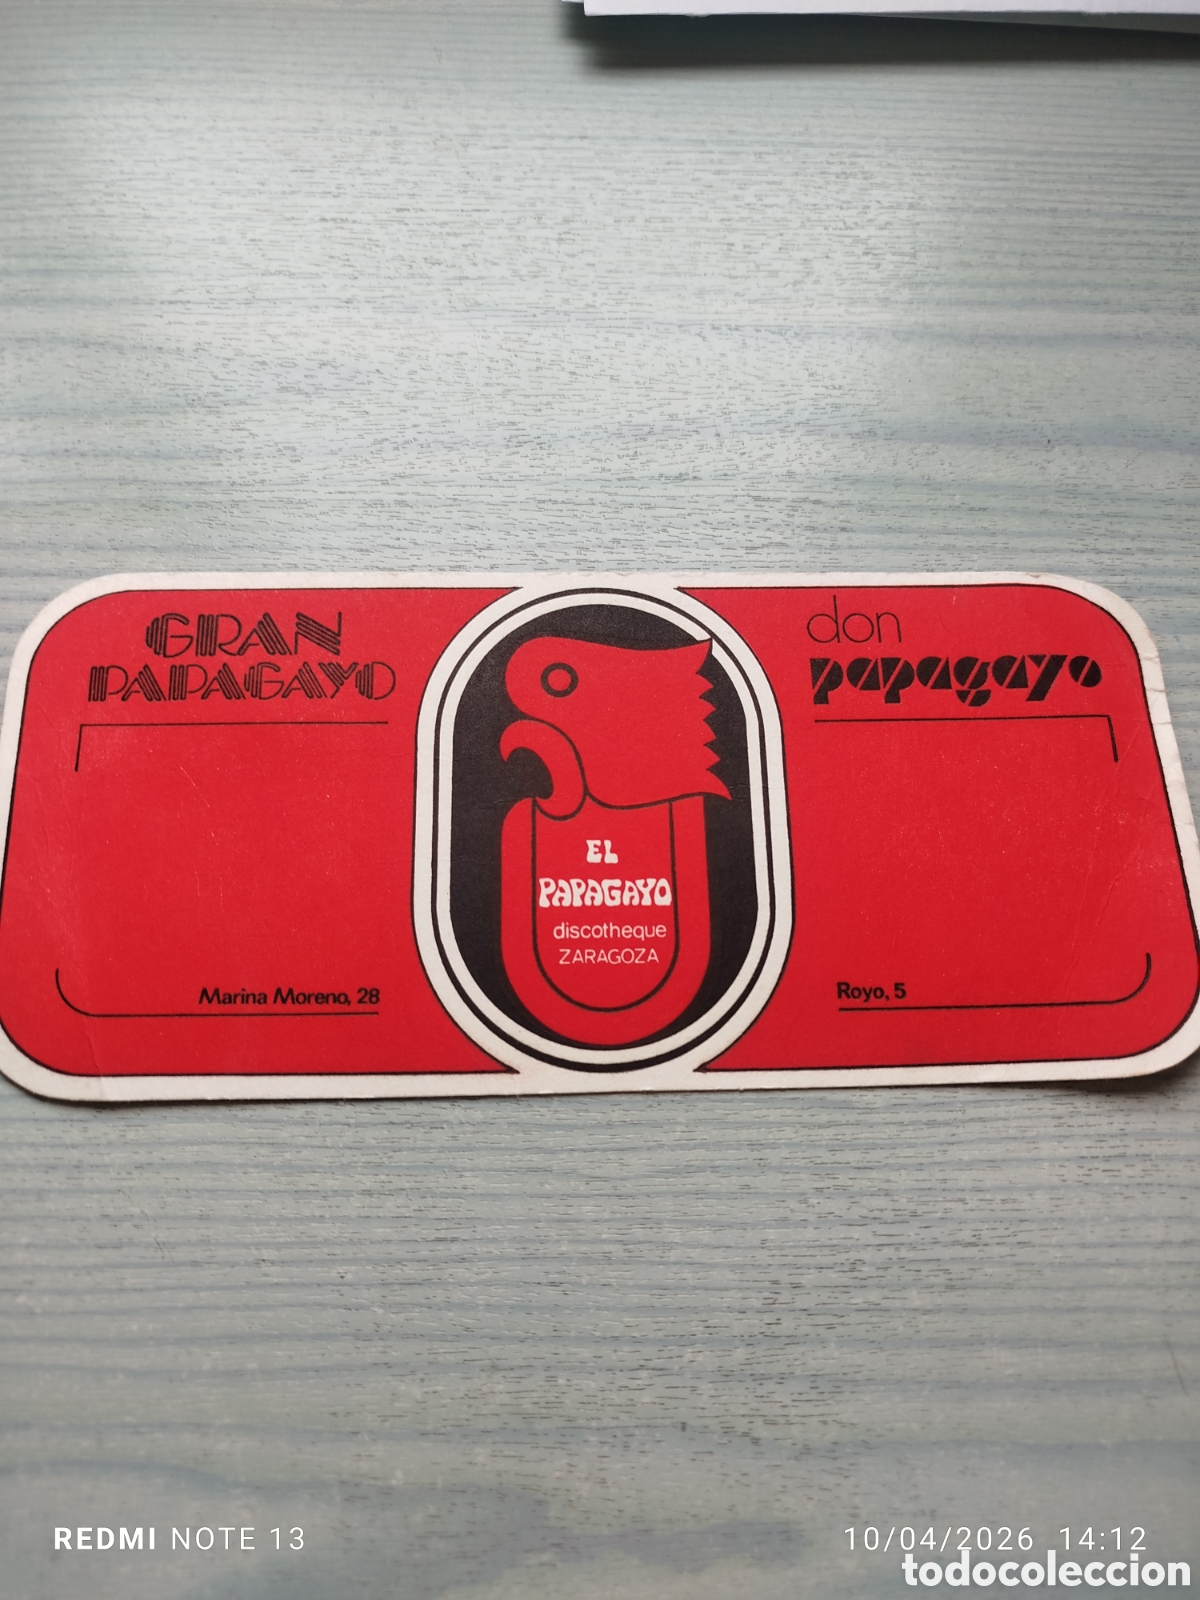 GRAN
PAPAGAYO
Marina Moreno, 28
EL
PAPAGAYO
discotheque
ZARAGOZA
don
papagayo
Royo, 5
REDMI NOTE 13
10/04/2026 14:12
todocoleccion